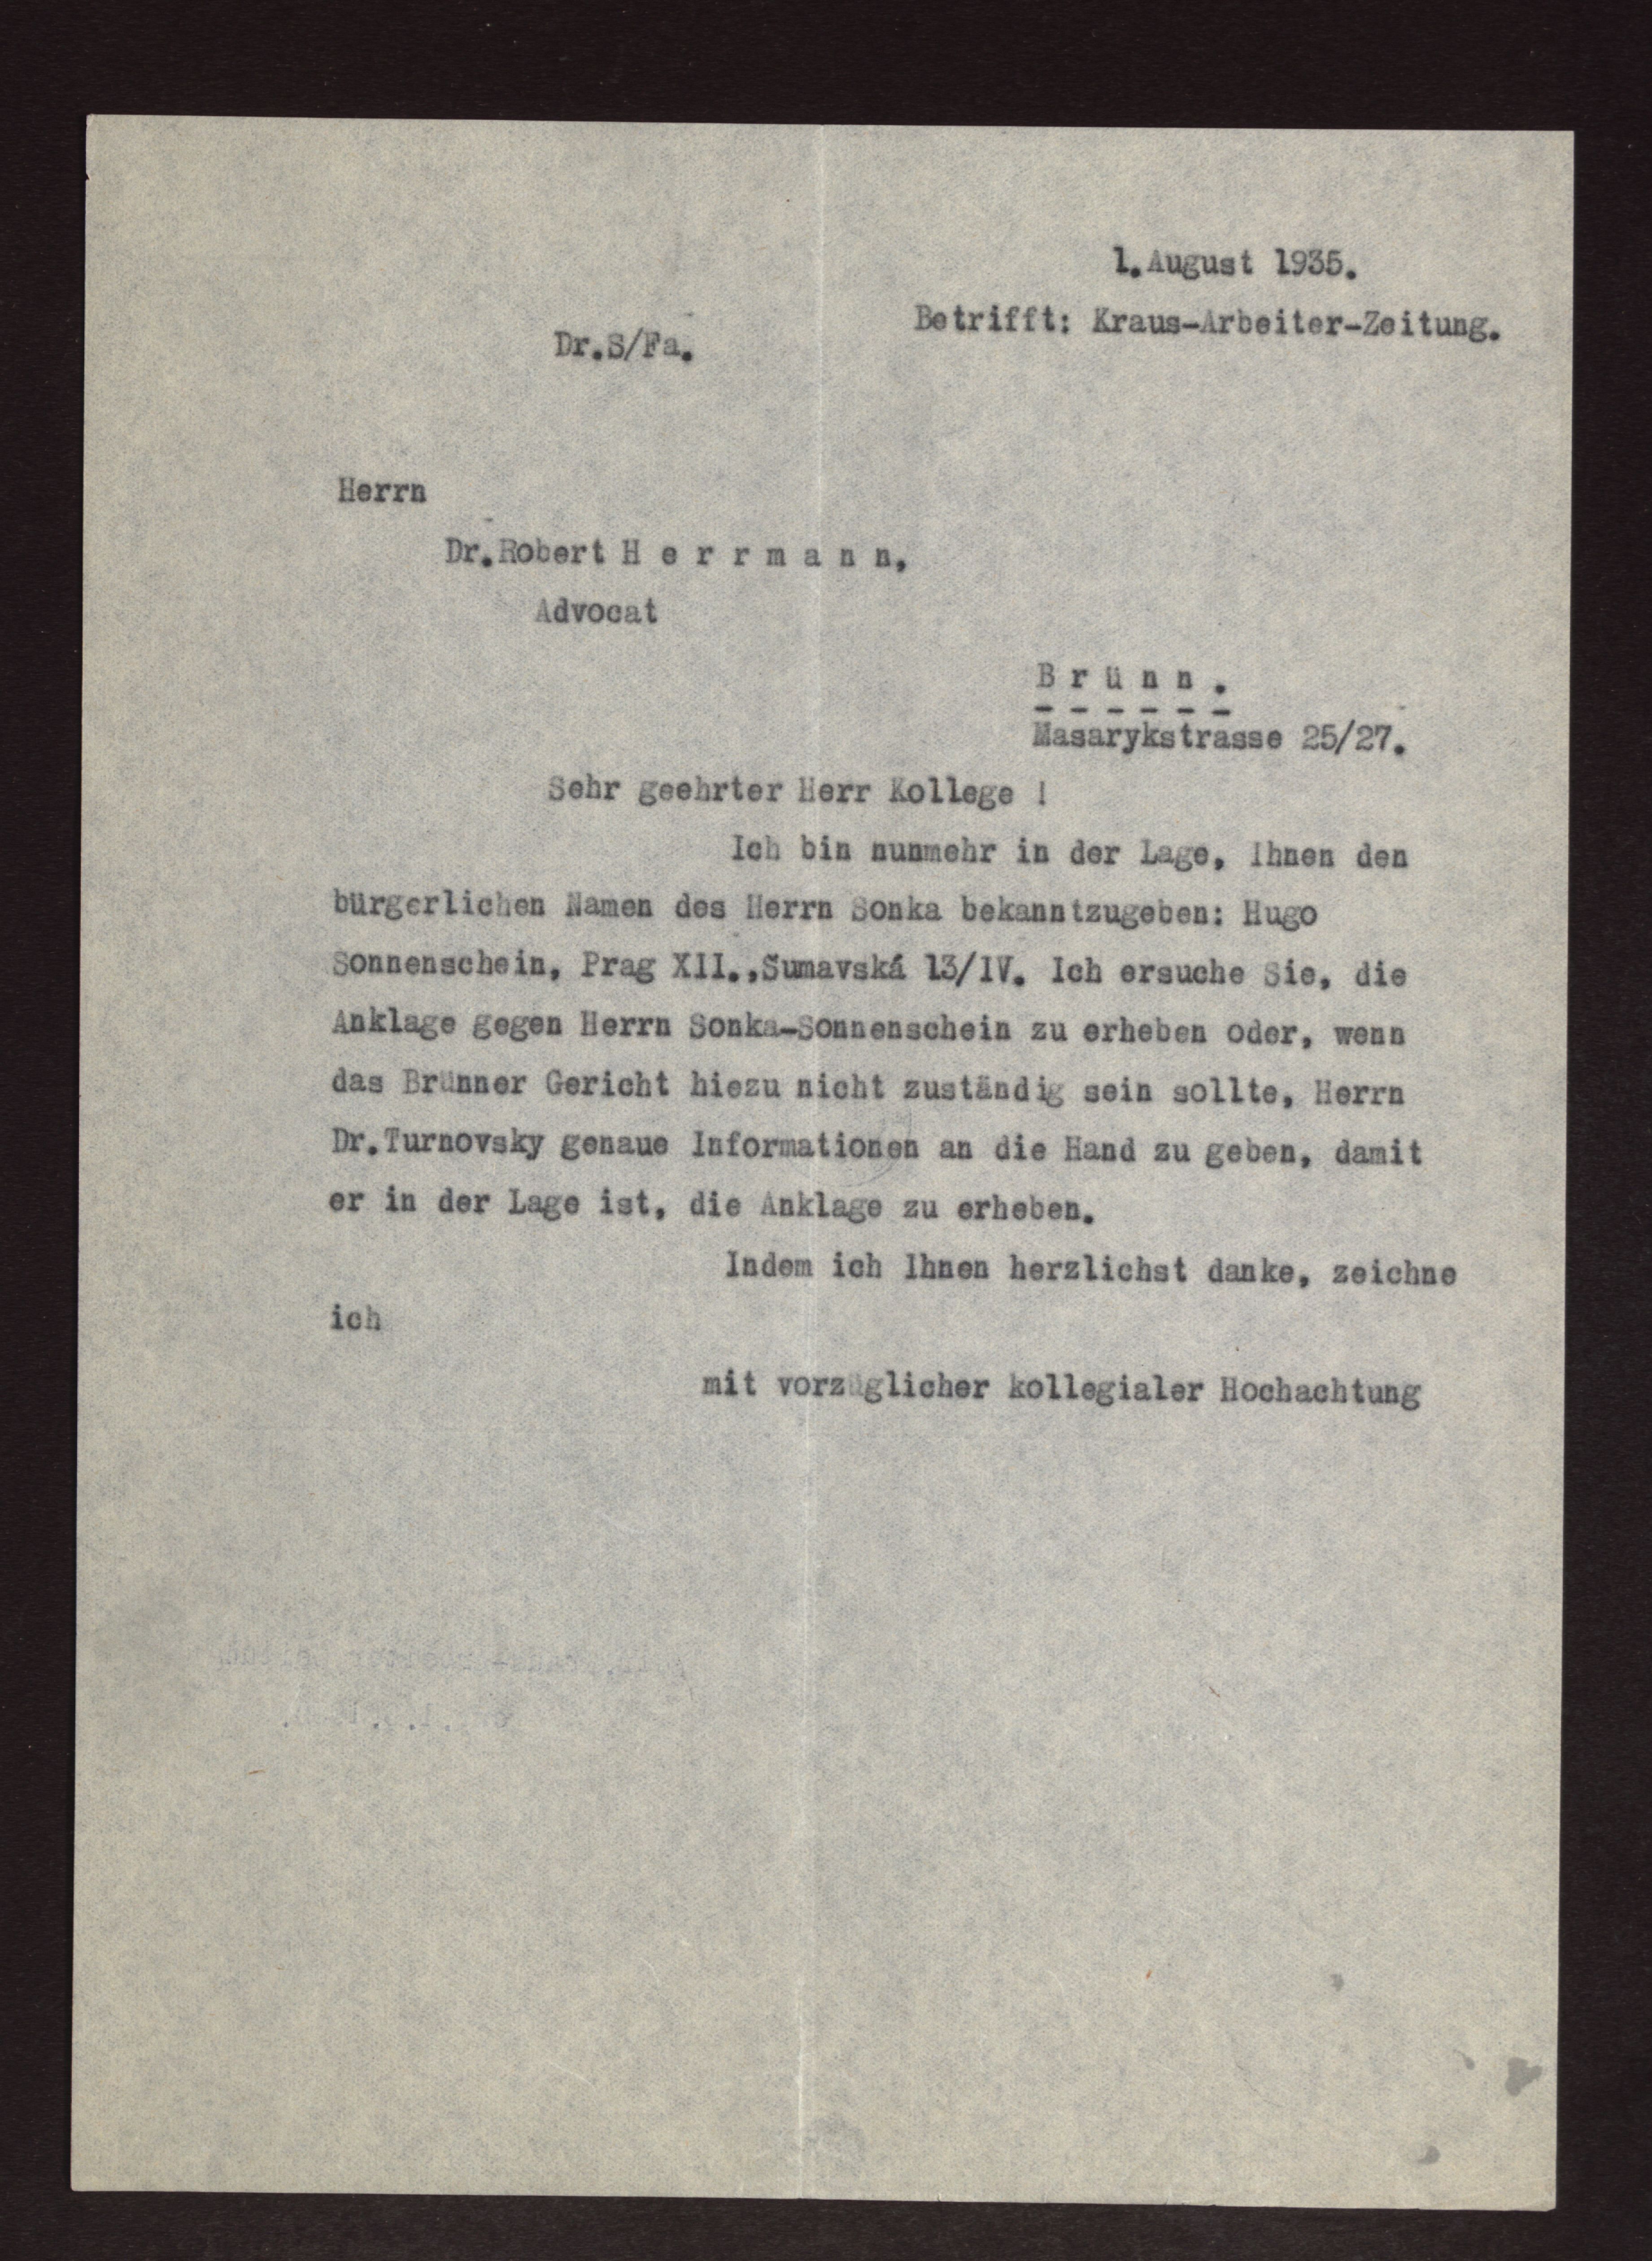 1.August 1935.
Betrifft: Kraus-Arbeiter-Zeitung.
Dr.S/Fa.
Herrn
Dr.Robert H e r r m a n n,
Advocat
B r ü n n .
- - - - - -
Masarykstrasse 25/27.
Sehr geehrter Herr Kollege !
Ich bin nunmehr in der Lage, Ihnen den
bürgerlichen Namen des Herrn Sonka bekanntzugeben: Hugo
Sonnenschein, Prag XII.,Sumavská 13/IV. Ich ersuche Sie, die
Anklage gegen Herrn Sonka-Sonnenschein zu erheben oder, wenn
das Brünner Gericht hiezu nicht zuständig sein sollte, Herrn
Dr.Turnovsky genaue Informationen an die Hand zu geben, damit
er in der Lage ist, die Anklage zu erheben.
Indem ich Ihnen herzlichst danke, zeichne
ich
mit vorzüglicher kollegialer Hochachtung